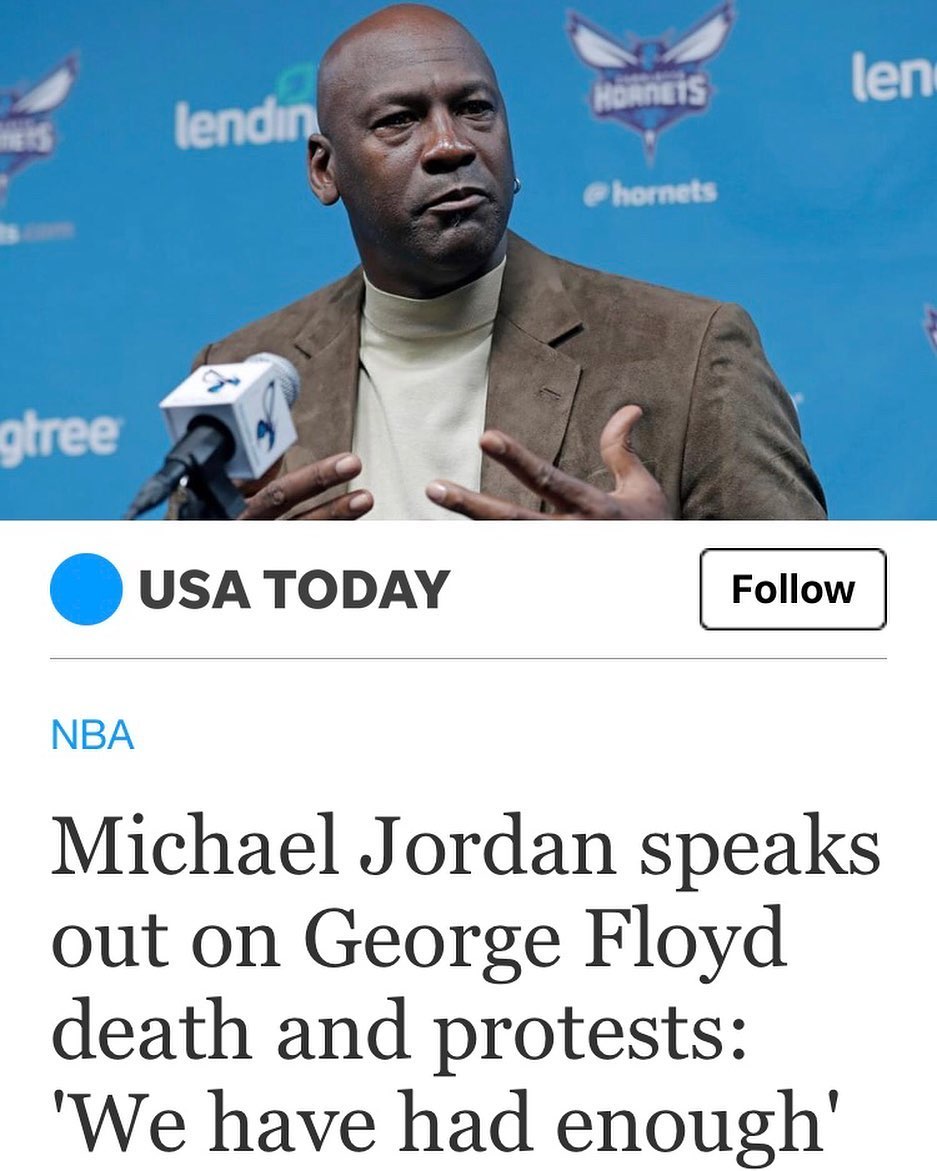 lendin
HORNETS
len
@hornets
gtree
USA TODAY
Follow
NBA
Michael Jordan speaks
out on George Floyd
death and protests:
'We have had enough'